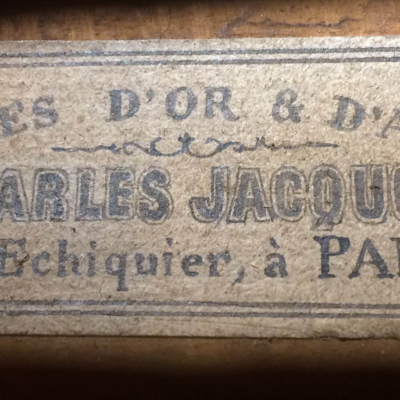 ES D'OR & D'A
ARLES JACQU
Echiquier, à PA